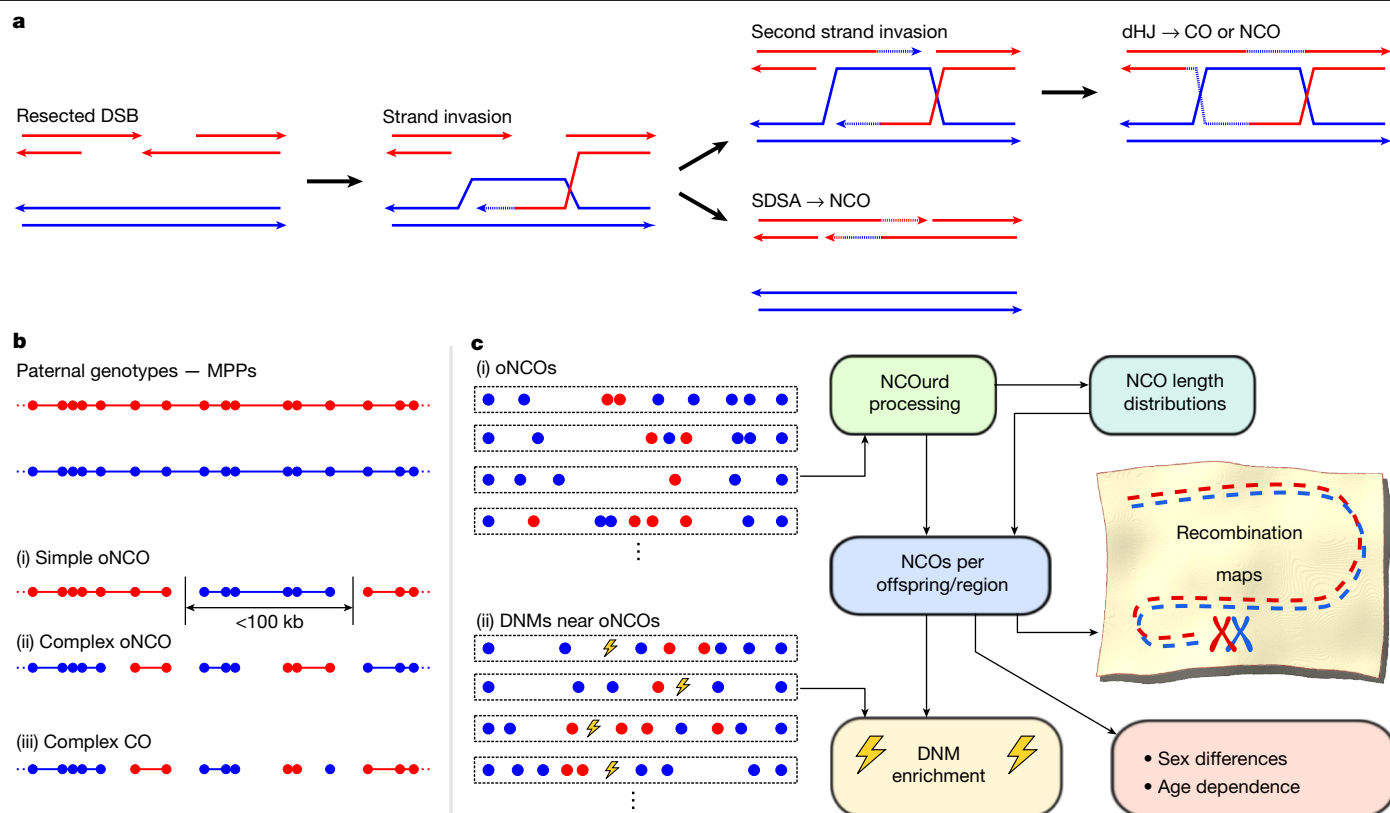 a
Resected DSB
Strand invasion
Second strand invasion
dHJ → CO or NCO
SDSA → NCO
b
Paternal genotypes — MPPs
(i) Simple oNCO
<100 kb
(ii) Complex oNCO
(iii) Complex CO
c
(i) oNCOs
(ii) DNMs near oNCOs
NCOurd
processing
NCO length
distributions
NCOs per
offspring/region
Recombination
maps
DNM
enrichment
• Sex differences
• Age dependence